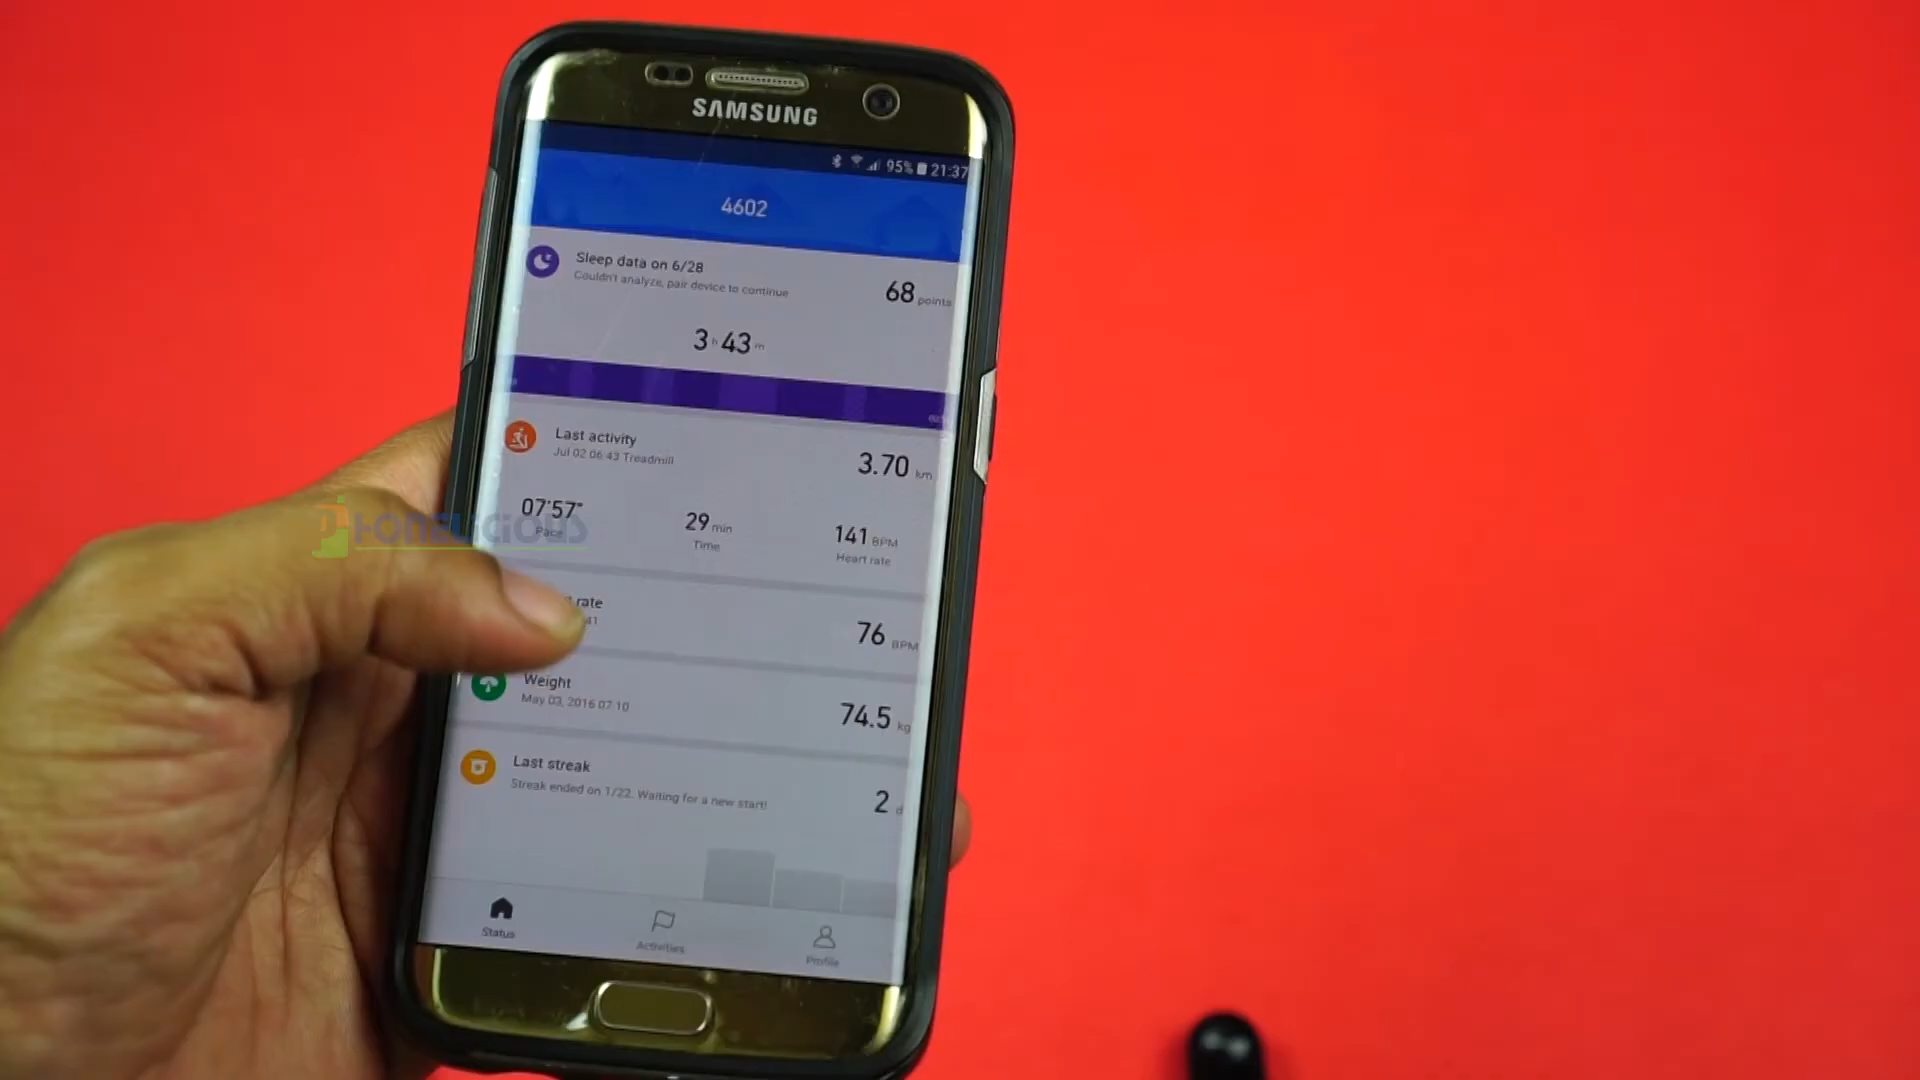 SAMSUNG
95% 21:37
4602
Sleep data on 6/28
Couldn't analyze, pair device to continue
68 points
3 h 43 m
Last activity
Jul 02 06:43 Treadmill
3.70 km
07'57"
Pace
29 min
Time
141 BPM
Heart rate
PHONELICIOUS
rate
41
76 BPM
Weight
May 03, 2016 07:10
74.5 kg
Last streak
Streak ended on 1/22. Waiting for a new start!
2 d
Status
Activities
Profile